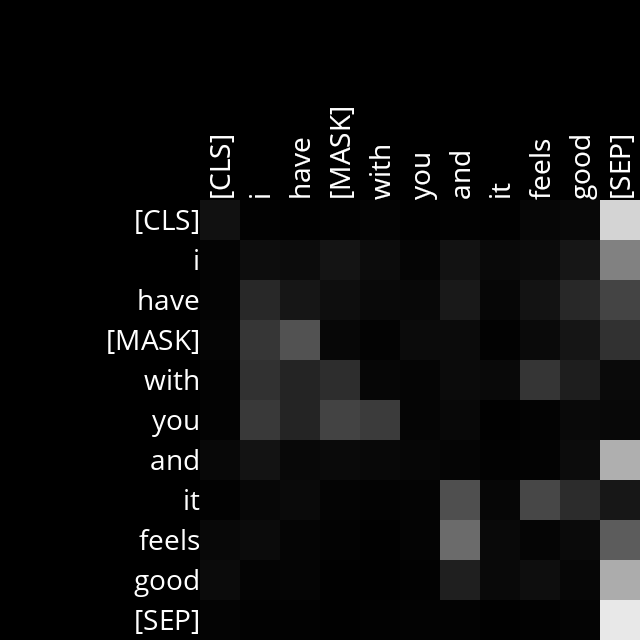 [CLS] i have [MASK] with you and it feels good [SEP]
[CLS]
i
have
[MASK]
with
you
and
it
feels
good
[SEP]